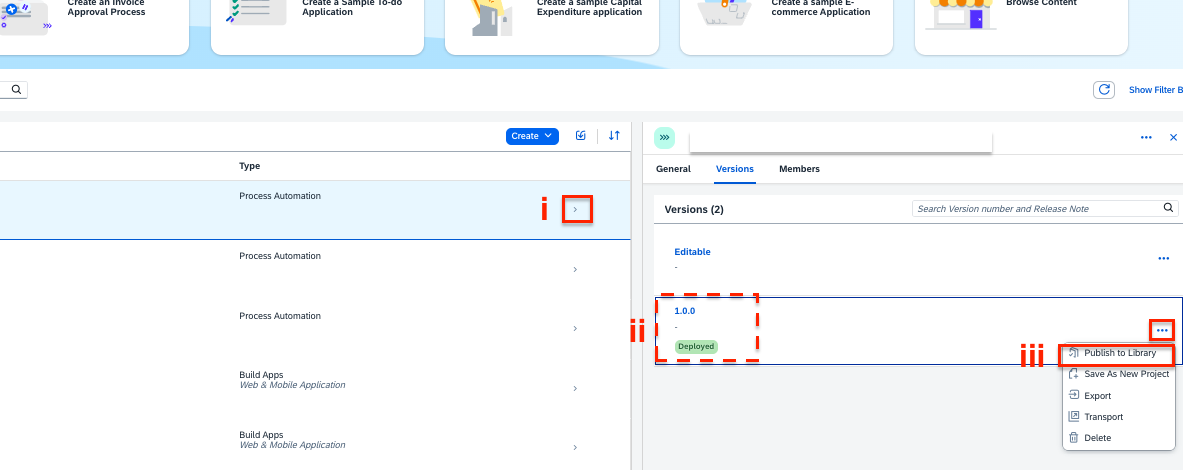 Create an Invoice
Approval Process
Create a Sample To-do
Application
Create a sample Capital
Expenditure application
Create a sample E-
commerce Application
Browse Content
Show Filter B
Create
Type
Process Automation
i
Process Automation
Process Automation
Build Apps
Web & Mobile Application
Build Apps
Web & Mobile Application
General Versions Members
Versions (2)
Search Version number and Release Note
Editable
-
ii
1.0.0
-
Deployed
iii
Publish to Library
Save As New Project
Export
Transport
Delete